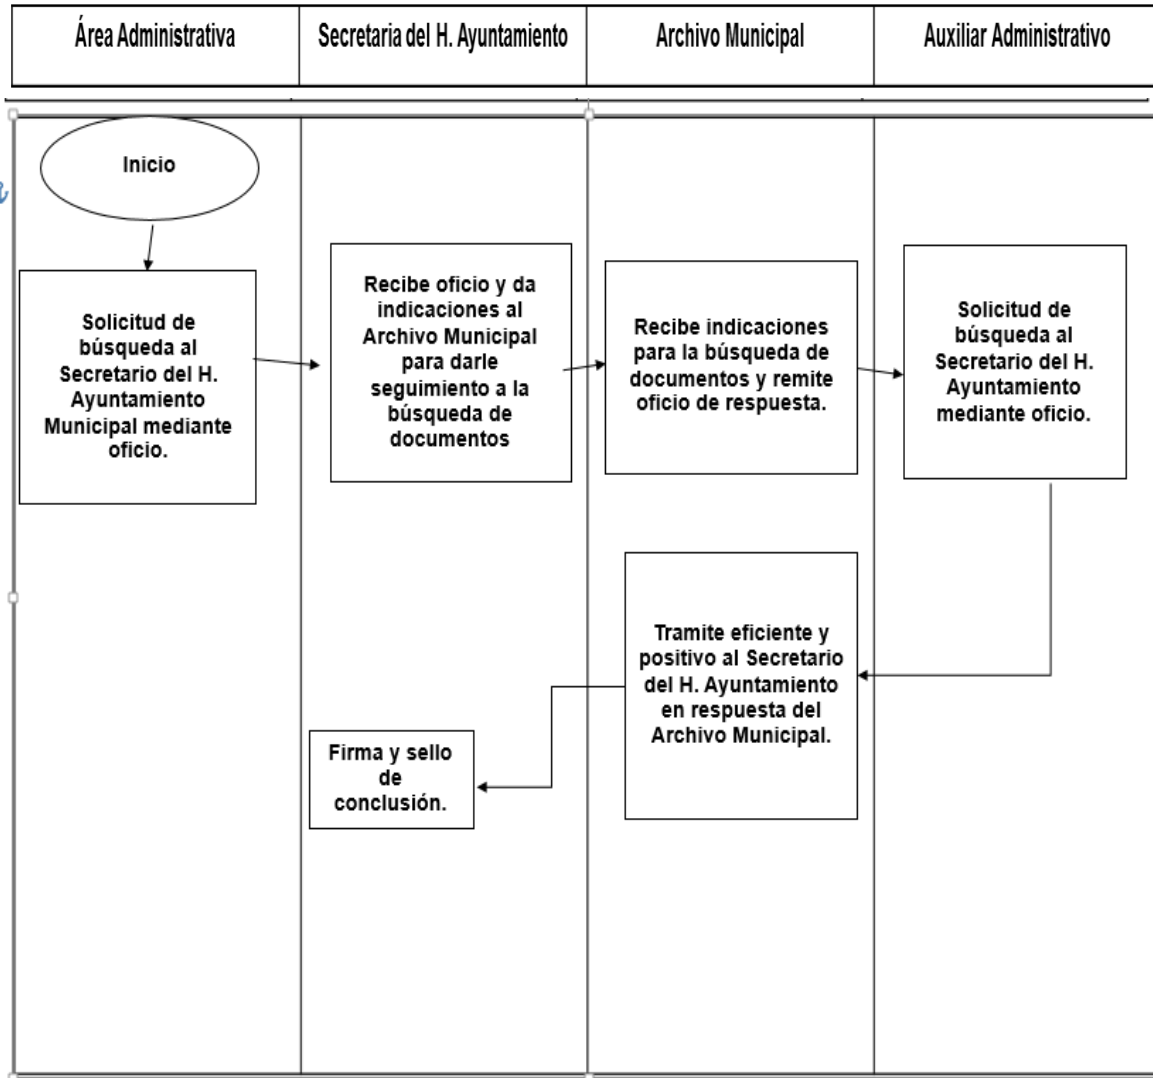 Área Administrativa
Secretaria del H. Ayuntamiento
Archivo Municipal
Auxiliar Administrativo
Inicio
Solicitud de
búsqueda al
Secretario del H.
Ayuntamiento
Municipal mediante
oficio.
Recibe oficio y da
indicaciones al
Archivo Municipal
para darle
seguimiento a la
búsqueda de
documentos
Recibe indicaciones
para la búsqueda de
documentos y remite
oficio de respuesta.
Solicitud de
búsqueda al
Secretario del H.
Ayuntamiento
mediante oficio.
Tramite eficiente y
positivo al Secretario
del H. Ayuntamiento
en respuesta del
Archivo Municipal.
Firma y sello
de
conclusión.